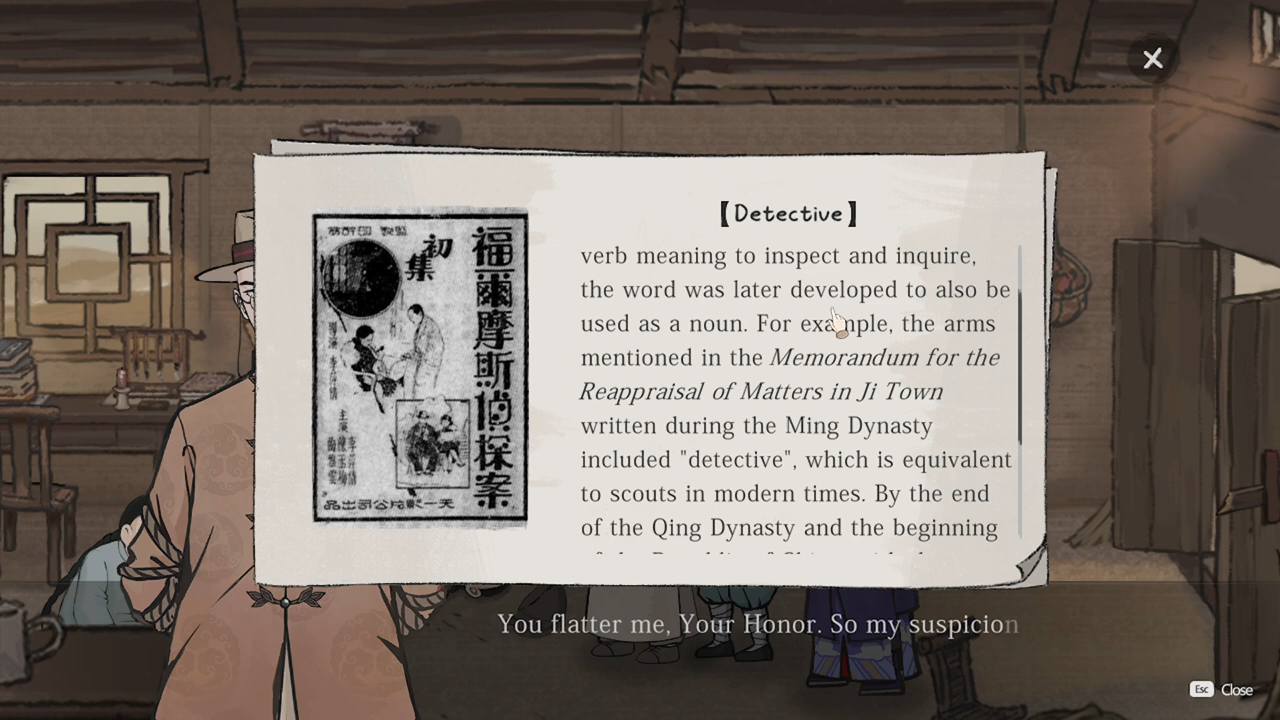 【Detective】
verb meaning to inspect and inquire,
the word was later developed to also be
used as a noun. For example, the arms
mentioned in the Memorandum for the
Reappraisal of Matters in Ji Town
written during the Ming Dynasty
included "detective", which is equivalent
to scouts in modern times. By the end
of the Qing Dynasty and the beginning
福爾摩斯偵探案
初集
天一影片公司出品
You flatter me, Your Honor. So my suspicion
Esc Close